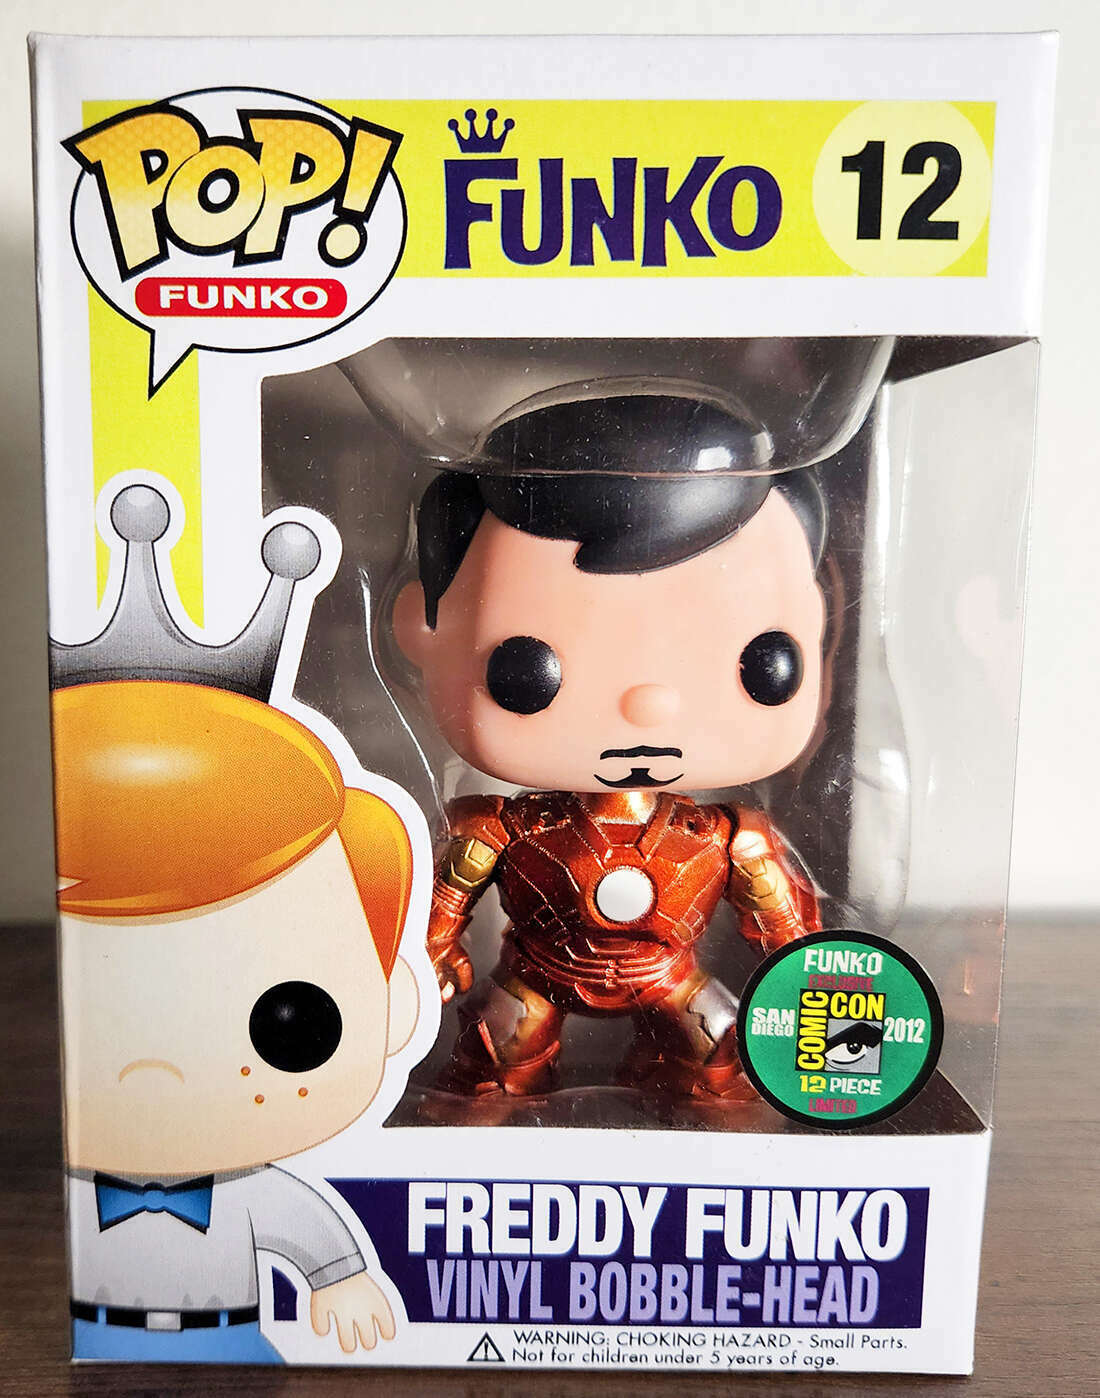 POP!
FUNKO
FUNKO
12
FUNKO
EXCLUSIVE
SAN DIEGO
COMIC CON
2012
12 PIECE
LIMITED
FREDDY FUNKO
VINYL BOBBLE-HEAD
WARNING: CHOKING HAZARD - Small Parts.
Not for children under 5 years of age.